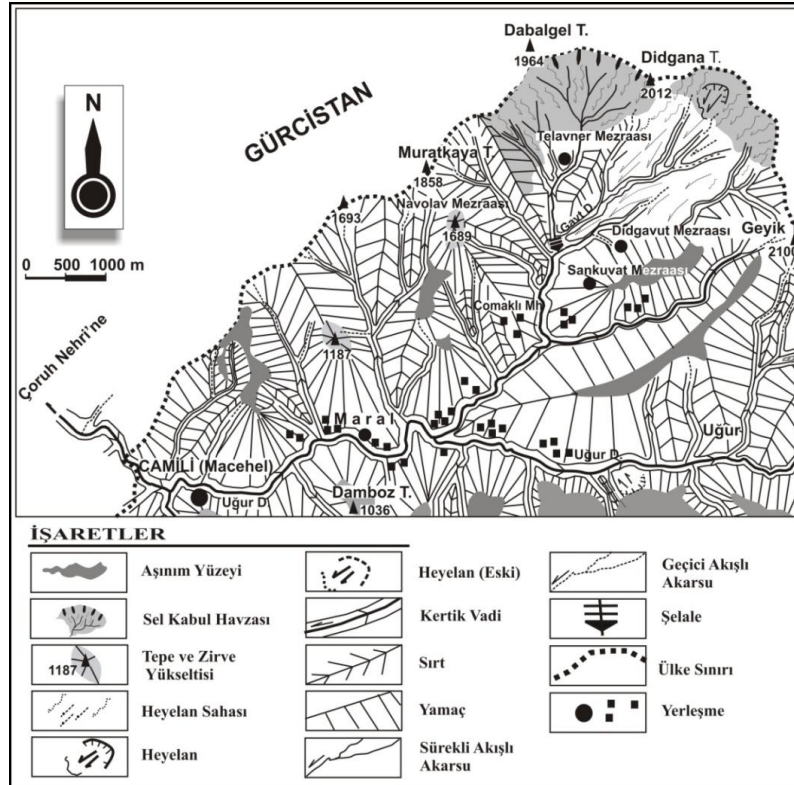 Dabalgel T.
1964
Didgana T.
2012
N
GÜRCİSTAN
Telavner Mezraası
Muratkaya T.
1858
Navolav Mezraası
1693
1689
Gavt D.
Didgavut Mezraası
Geyik T.
2100
0 500 1000 m
Sankuvat Mezraası
Comaklı Mh.
1187
Çoruh Nehri'ne
Maral
Uğur
CAMİLİ (Macehel)
Uğur D.
Uğur D.
Damboz T.
1036
İŞARETLER
Aşınım Yüzeyi
Sel Kabul Havzası
1187
Tepe ve Zirve
Yükseltisi
Heyelan Sahası
Heyelan
Heyelan (Eski)
Kertik Vadi
Sırt
Yamaç
Sürekli Akışlı
Akarsu
Geçici Akışlı
Akarsu
Şelale
Ülke Sınırı
Yerleşme